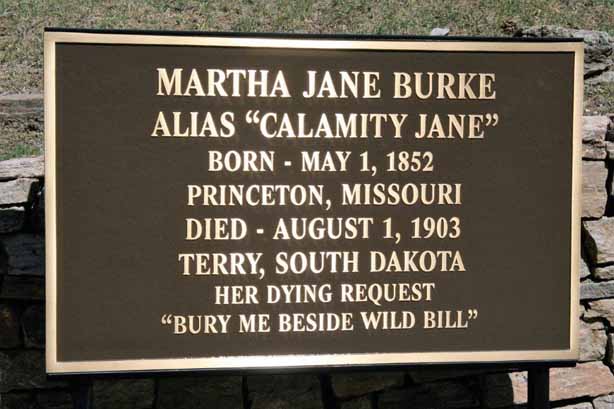 MARTHA JANE BURKE
ALIAS “CALAMITY JANE”
BORN - MAY 1, 1852
PRINCETON, MISSOURI
DIED - AUGUST 1, 1903
TERRY, SOUTH DAKOTA
HER DYING REQUEST
“BURY ME BESIDE WILD BILL”